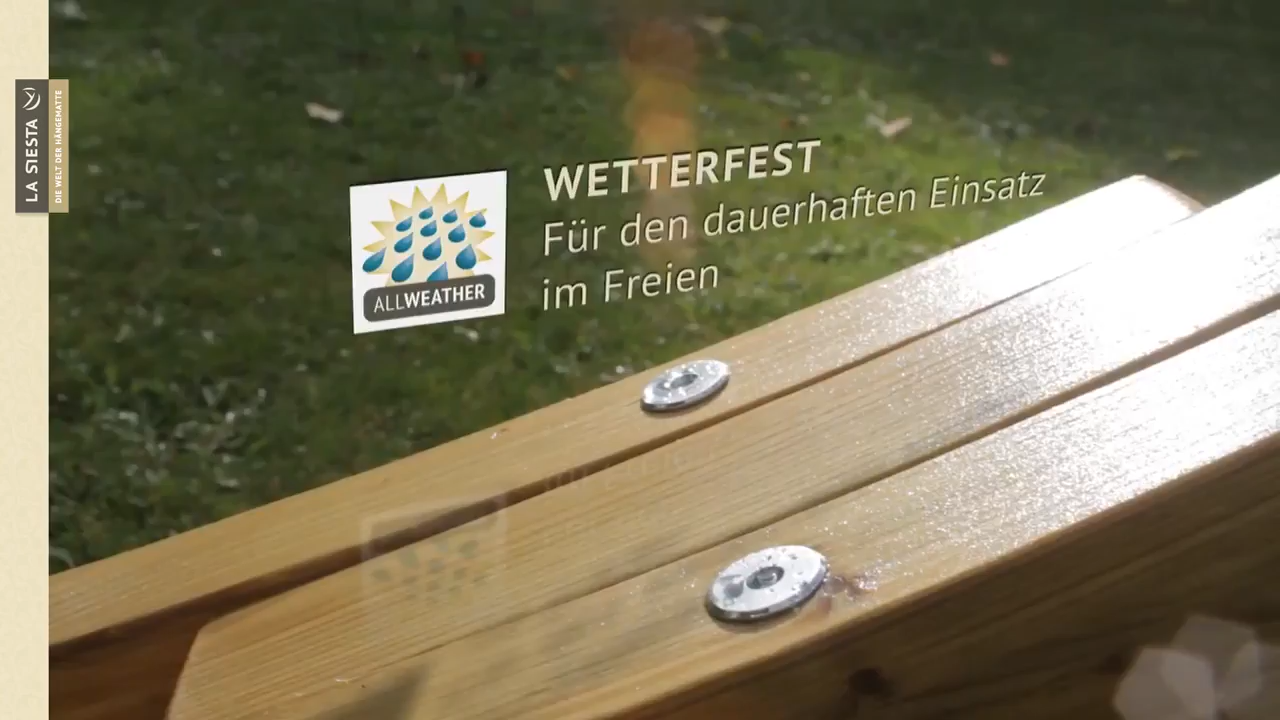 LA SIESTA
DIE WELT DER HÄNGEMATTE
ALLWEATHER
WETTERFEST
Für den dauerhaften Einsatz
im Freien